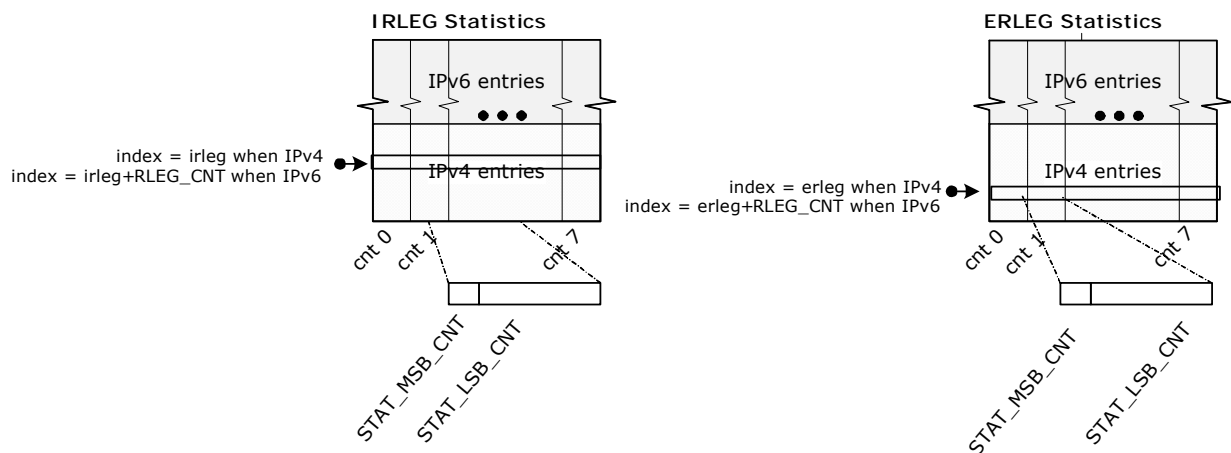 IRLEG Statistics
IPv6 entries
index = irleg when IPv4
index = irleg+RLEG_CNT when IPv6
IPv4 entries
cnt 0
cnt 1
cnt 7
STAT_MSB_CNT
STAT_LSB_CNT
ERLEG Statistics
IPv6 entries
IPv4 entries
index = erleg when IPv4
index = erleg+RLEG_CNT when IPv6
cnt 0
cnt 1
cnt 7
STAT_MSB_CNT
STAT_LSB_CNT